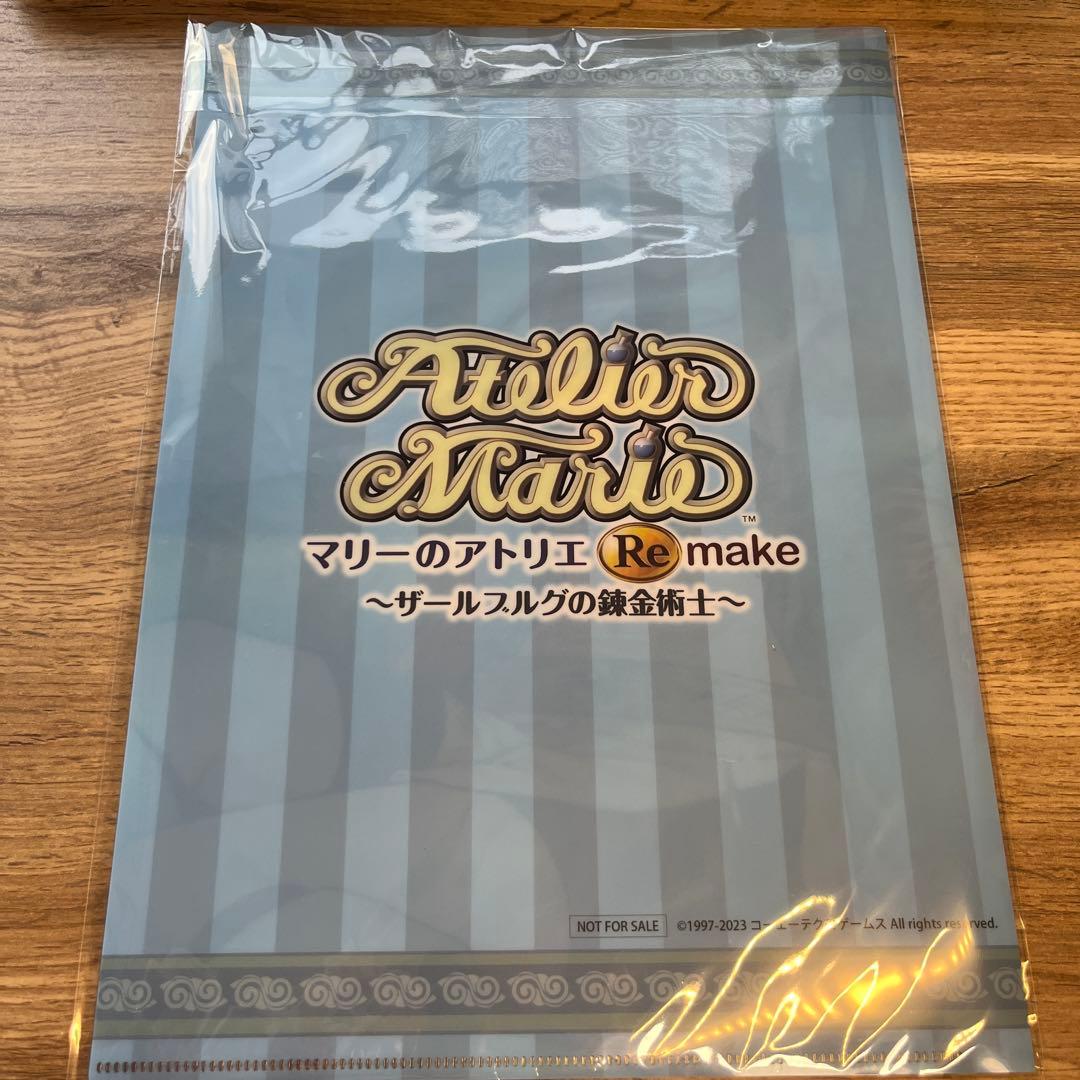 Atelier
Marie™
マリーのアトリエ Re make
～ザールブルグの錬金術士～
NOT FOR SALE ©1997-2023 コーエーテクモゲームス All rights reserved.